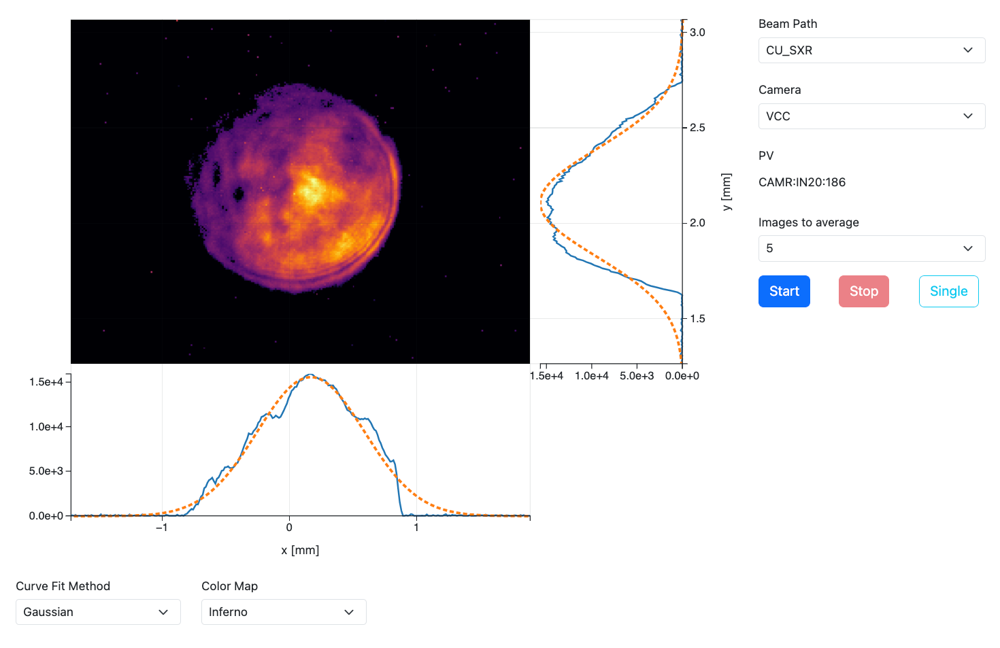 Beam Path
CU_SXR
Camera
VCC
PV
CAMR:IN20:186
Images to average
5
Start Stop Single
3.0
2.5
2.0
1.5
y [mm]
1.5e+4 1.0e+4 5.0e+3 0.0e+0
1.5e+4
1.0e+4
5.0e+3
0.0e+0
−1 0 1
x [mm]
Curve Fit Method Color Map
Gaussian Inferno